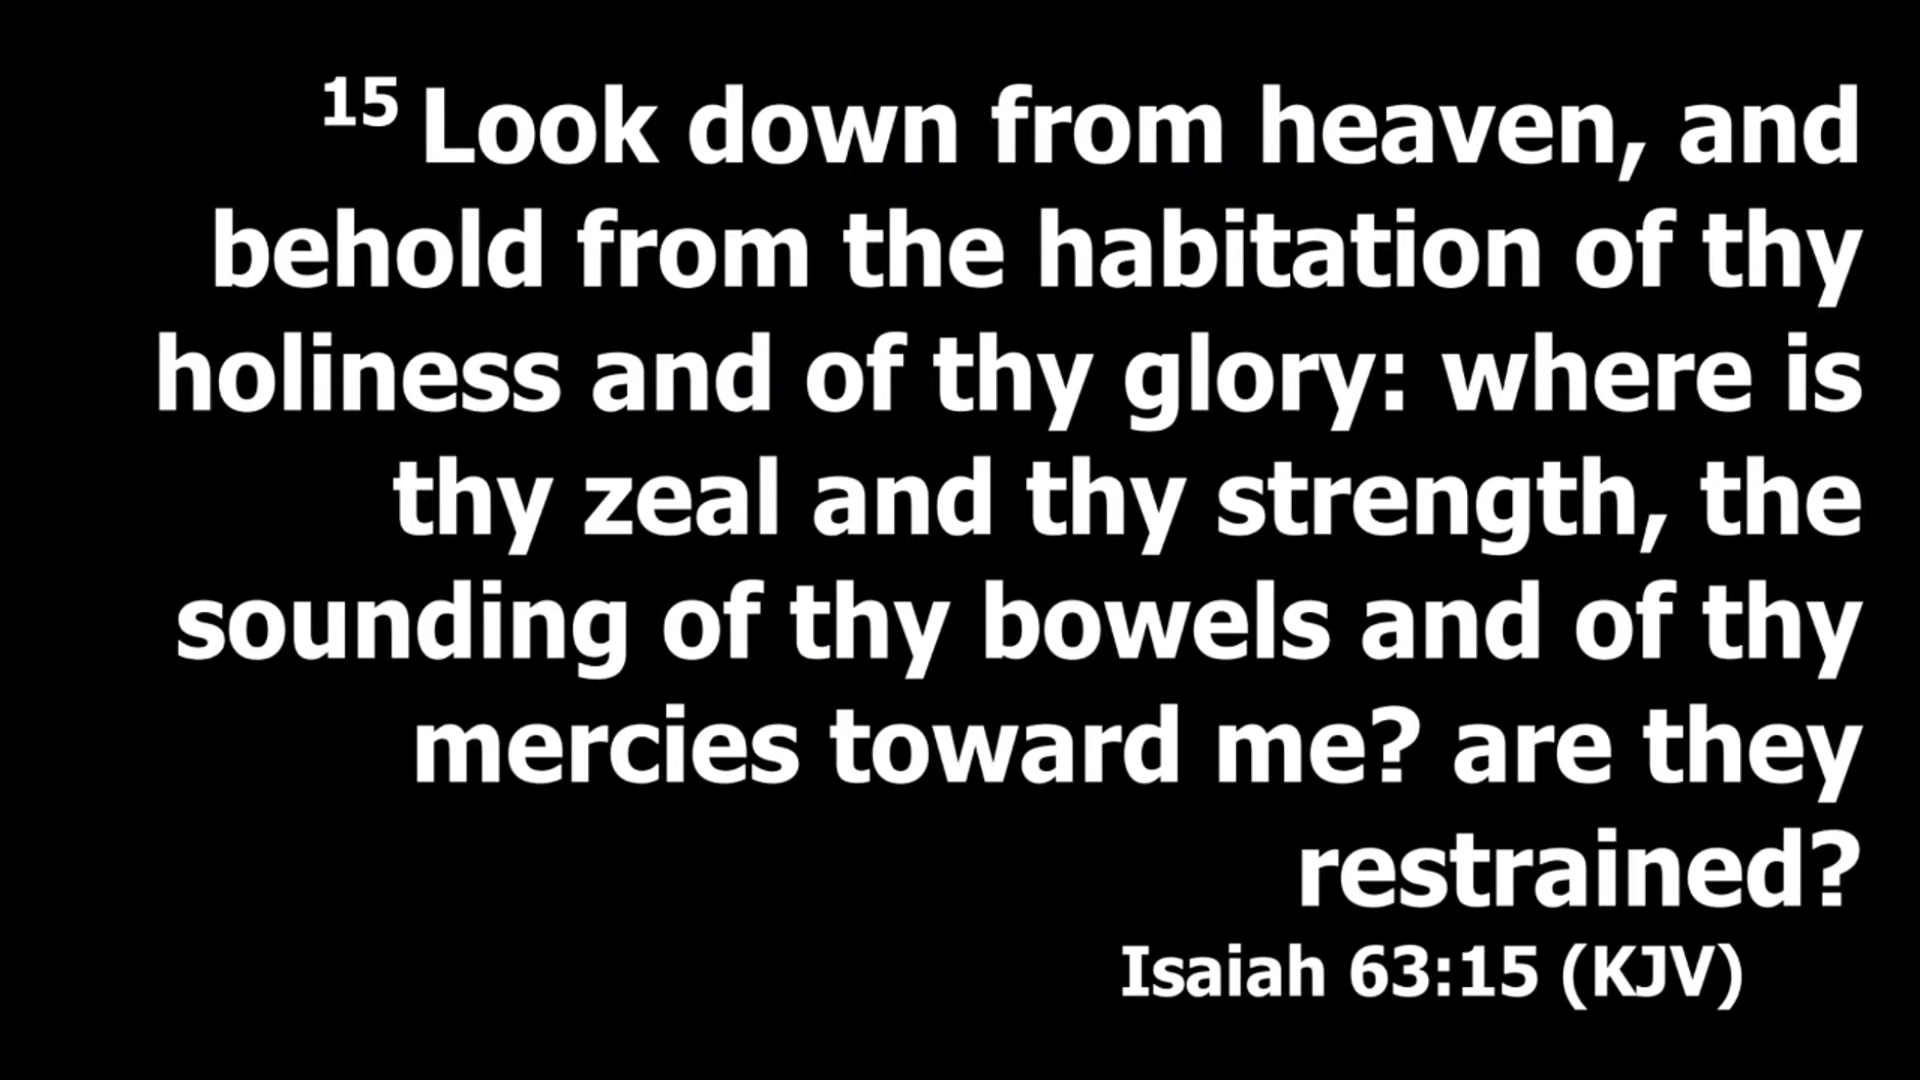 15 Look down from heaven, and
behold from the habitation of thy
holiness and of thy glory: where is
thy zeal and thy strength, the
sounding of thy bowels and of thy
mercies toward me? are they
restrained?
Isaiah 63:15 (KJV)